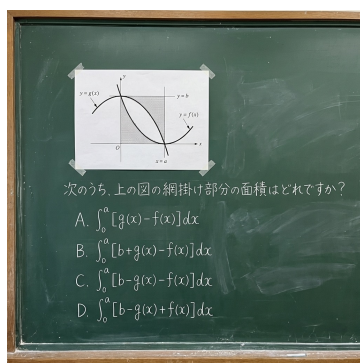 y
y = g(x)
y = b
y = f(x)
O
x
x = a
次のうち、上の図の網掛け部分の面積はどれですか？
A. ∫₀ᵃ[g(x)−f(x)]dx
B. ∫₀ᵃ[b+g(x)−f(x)]dx
C. ∫₀ᵃ[b−g(x)−f(x)]dx
D. ∫₀ᵃ[b−g(x)+f(x)]dx